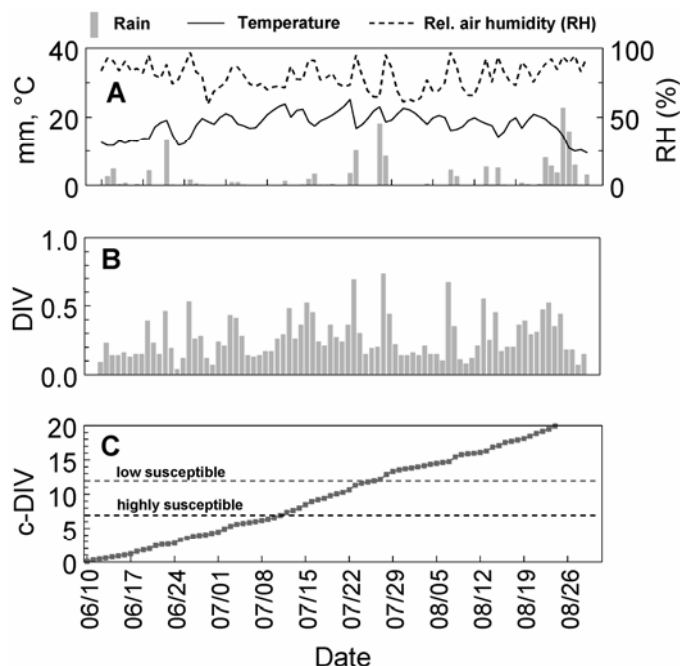 Rain Temperature Rel. air humidity (RH)
40 100
A
mm, °C
20 50
RH (%)
0 0
1.0
B
DIV
0.5
0.0
20
C
15
low susceptible
c-DIV
10
highly susceptible
5
0
06/10 06/17 06/24 07/01 07/08 07/15 07/22 07/29 08/05 08/12 08/19 08/26
Date